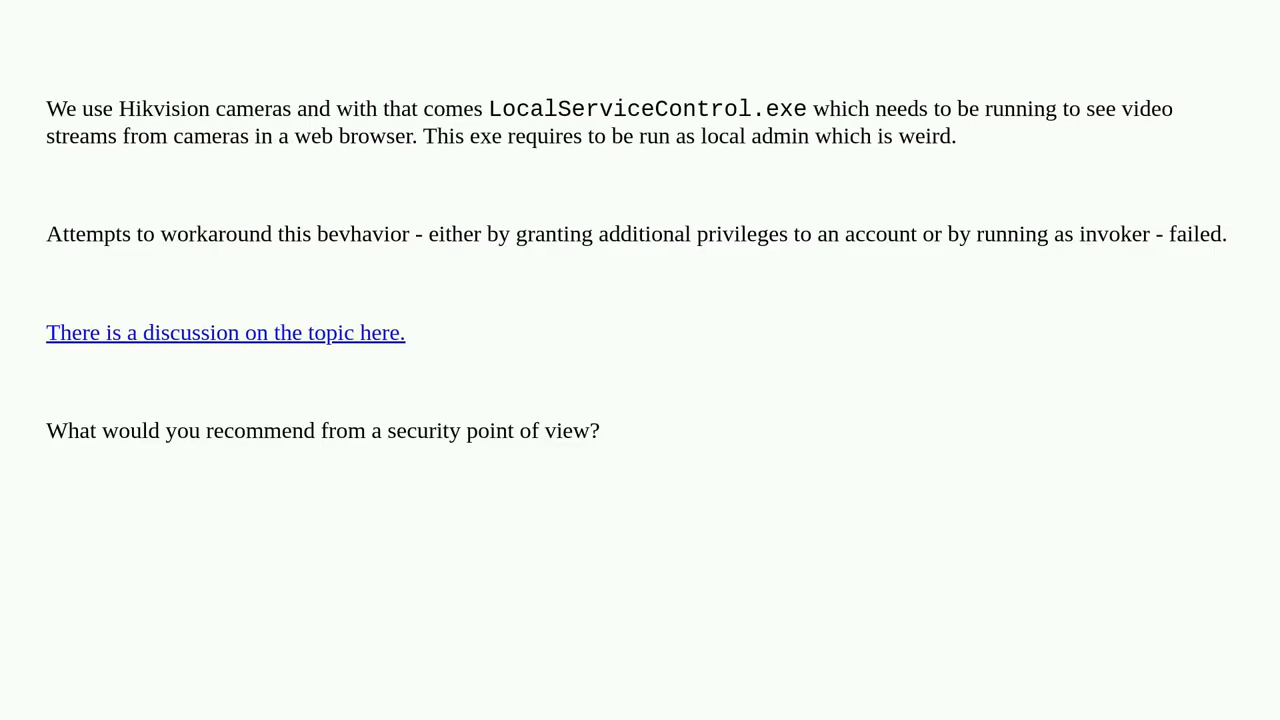 We use Hikvision cameras and with that comes LocalServiceControl.exe which needs to be running to see video
streams from cameras in a web browser. This exe requires to be run as local admin which is weird.
Attempts to workaround this bevhavior - either by granting additional privileges to an account or by running as invoker - failed.
There is a discussion on the topic here.
What would you recommend from a security point of view?